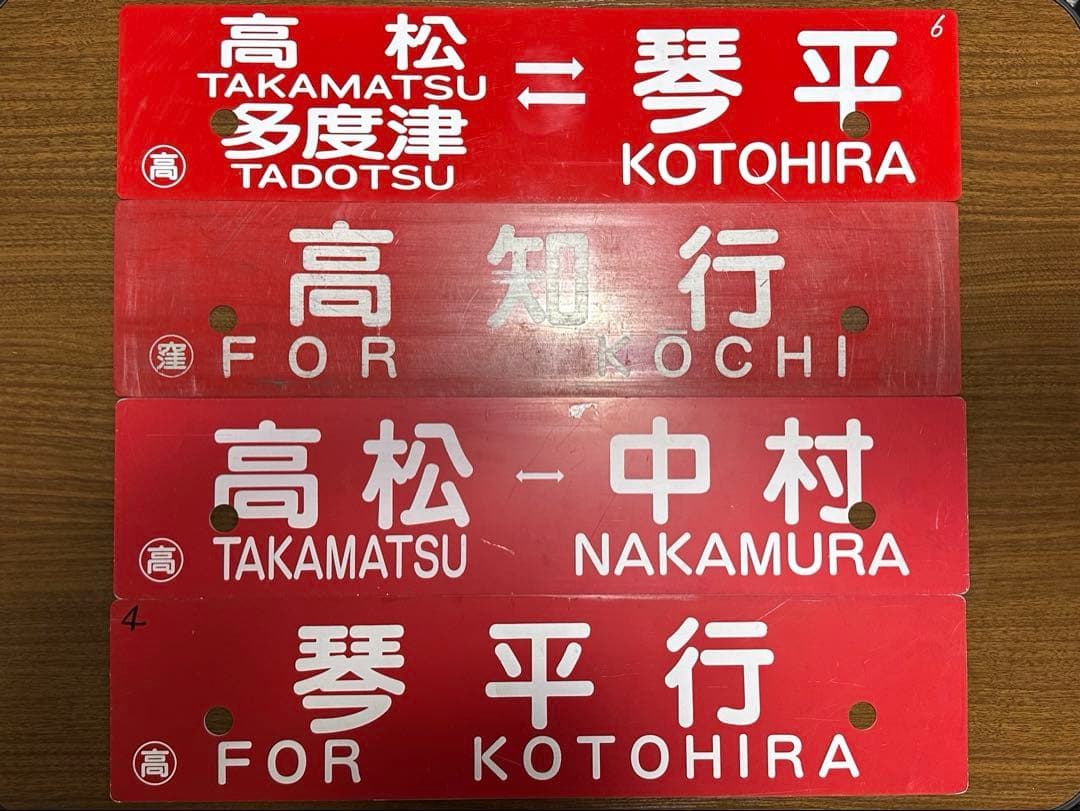 6
高松 ⇄ 琴平
TAKAMATSU
多度津
TADOTSU
KOTOHIRA
高
高知行
窪 FOR KŌCHI
高松 ↔ 中村
高 TAKAMATSU NAKAMURA
4
琴平行
高 FOR KOTOHIRA